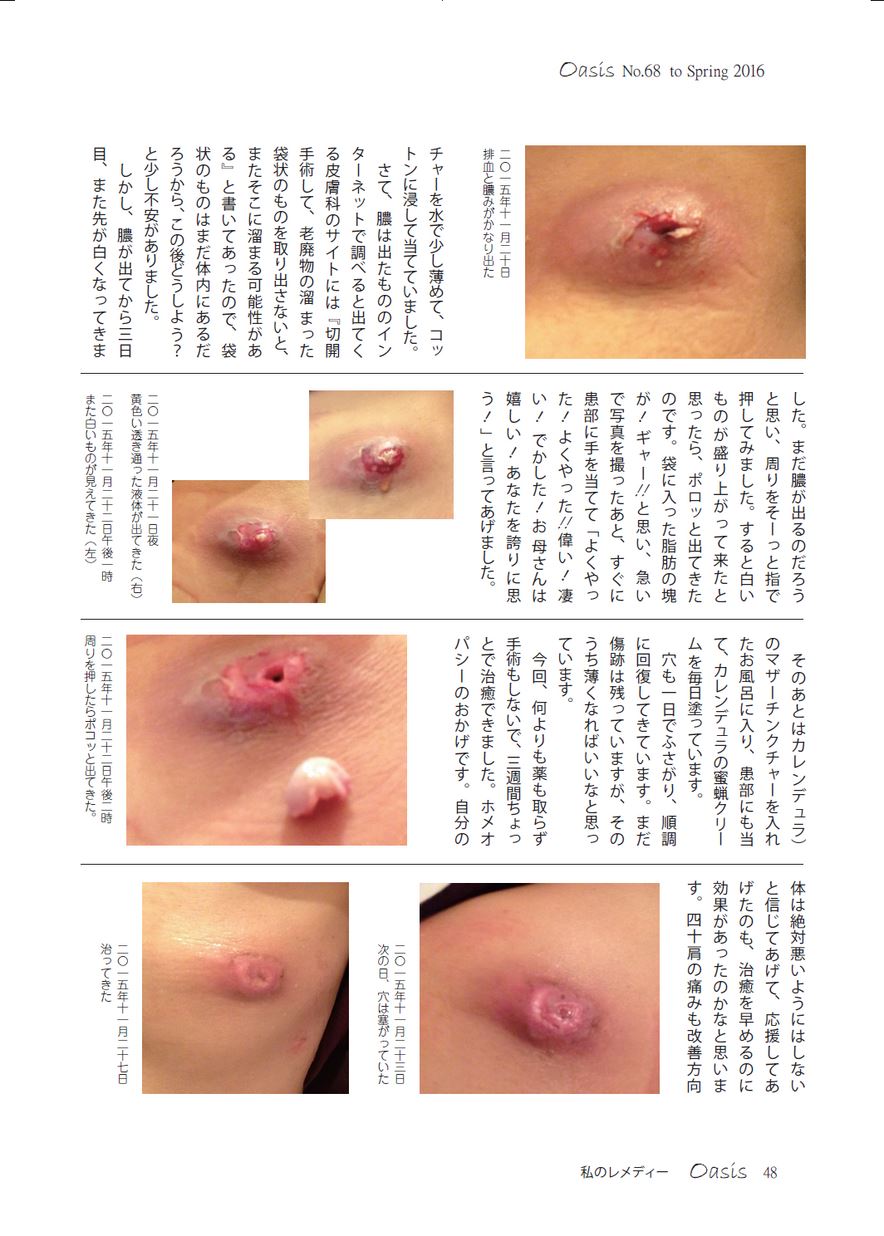 Oasis No.68 to Spring 2016
二〇一五年十一月二十日
排血と膿みがかなり出た
チャーを水で少し薄めて、コッ
トンに浸して当てていました。
さて、膿は出たもののイン
ターネットで調べると出てく
る皮膚科のサイトには『切開
手術して、老廃物の溜まった
袋状のものを取り出さないと、
またそこに溜まる可能性があ
る』と書いてあったので、袋
状のものはまだ体内にあるだ
ろうから、この後どうしよう?
と少し不安がありました。
しかし、膿が出てから三日
目、また先が白くなってきま
した。まだ膿が出るのだろう
と思い、周りをそーっと指で
押してみました。すると白い
ものが盛り上がって来たと
思ったら、ポロッと出てきた
のです。袋に入った脂肪の塊
が!ギャー!!と思い、急い
で写真を撮ったあと、すぐに
患部に手を当てて「よくやっ
た!よくやった!!偉い!凄
い!でかした!お母さんは
嬉しい!あなたを誇りに思
う!」と言ってあげました。
二〇一五年十一月二十一日夜
黄色い透き通った液体が出てきた(右)
二〇一五年十一月二十二日午後一時
また白いものが見えてきた(左)
そのあとはカレンデュラ)
のマザーチンクチャーを入れ
たお風呂に入り、患部にも当
て、カレンデュラの蜜蝋クリー
ムを毎日塗っています。
穴も一日でふさがり、順調
に回復してきています。まだ
傷跡は残っていますが、その
うち薄くなればいいなと思っ
ています。
今回、何よりも薬も取らず
手術もしないで、三週間ちょっ
とで治癒できました。ホメオ
パシーのおかげです。自分の
二〇一五年十一月二十二日午後二時
周りを押したらポコッと出てきた。
体は絶対悪いようにはしない
と信じてあげて、応援してあ
げたのも、治癒を早めるのに
効果があったのかなと思いま
す。四十肩の痛みも改善方向
二〇一五年十一月二十三日
次の日、穴は塞がっていた
二〇一五年十一月二十七日
治ってきた
私のレメディー Oasis 48